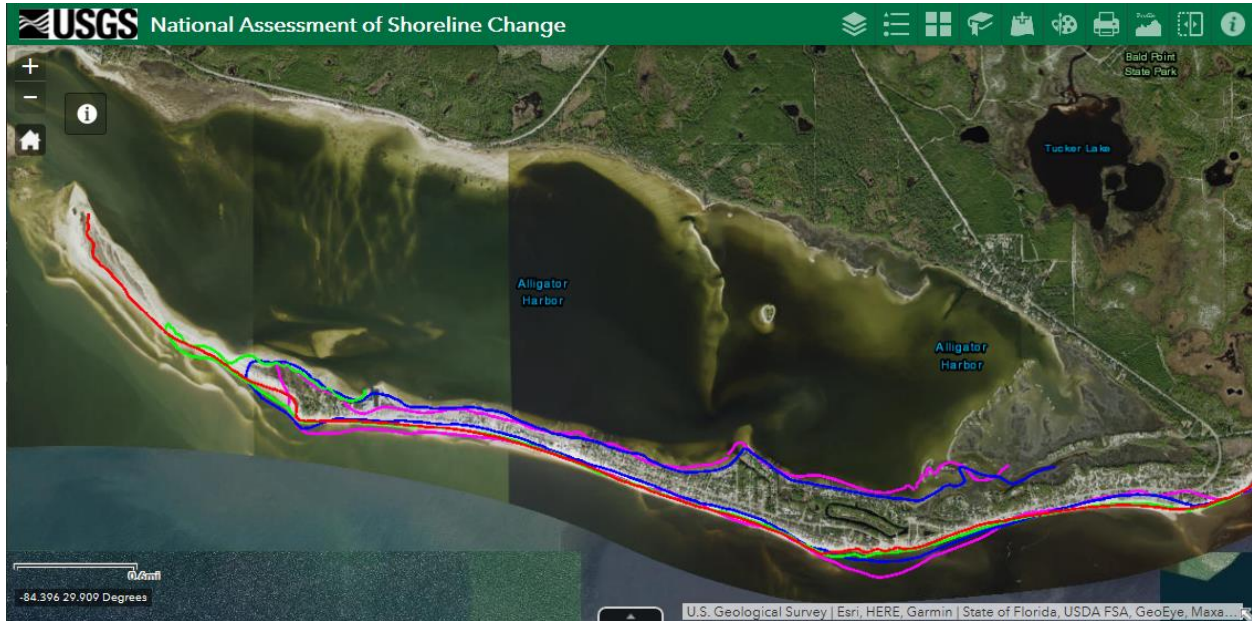 USGS National Assessment of Shoreline Change
Profile
+
−
i
Bald Point
State Park
Tucker Lake
Alligator
Harbor
Alligator
Harbor
0.6mi
-84.396 29.909 Degrees
U.S. Geological Survey | Esri, HERE, Garmin | State of Florida, USDA FSA, GeoEye, Maxa...